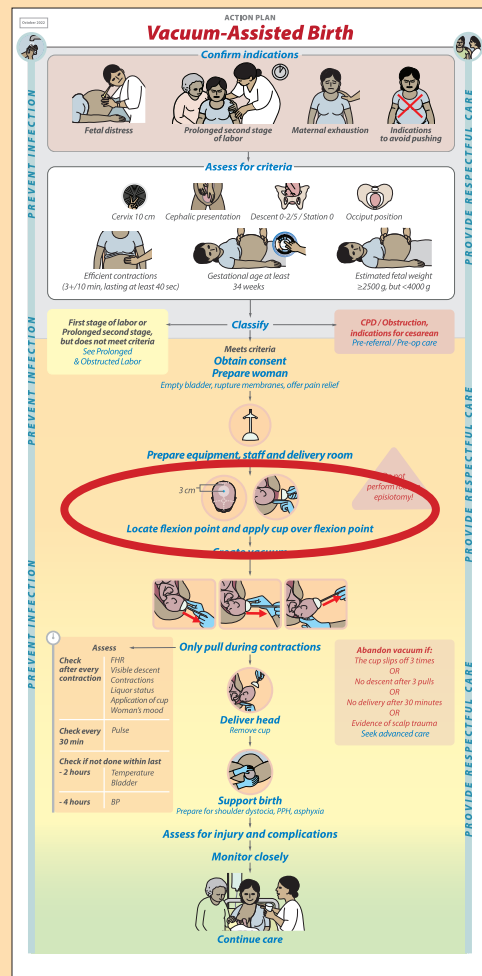 October 2022
ACTION PLAN
Vacuum-Assisted Birth
Confirm indications
Fetal distress
Prolonged second stage
of labor
Maternal exhaustion
Indications
to avoid pushing
Assess for criteria
Cervix 10 cm
Cephalic presentation
Descent 0-2/5 / Station 0
Occiput position
Efficient contractions
(3+/10 min, lasting at least 40 sec)
Gestational age at least
34 weeks
Estimated fetal weight
≥2500 g, but <4000 g
First stage of labor or
Prolonged second stage,
but does not meet criteria
See Prolonged
& Obstructed Labor
Classify
CPD / Obstruction,
indications for cesarean
Pre-referral / Pre-op care
Meets criteria
Obtain consent
Prepare woman
Empty bladder, rupture membranes, offer pain relief
Prepare equipment, staff and delivery room
3 cm
not
perform
episiotomy!
Locate flexion point and apply cup over flexion point
Create vacuum
Only pull during contractions
Assess
Check
after every
contraction
FHR
Visible descent
Contractions
Liquor status
Application of cup
Woman's mood
Check every
30 min
Pulse
Check if not done within last
- 2 hours
Temperature
Bladder
- 4 hours
BP
Abandon vacuum if:
The cup slips off 3 times
OR
No descent after 3 pulls
OR
No delivery after 30 minutes
OR
Evidence of scalp trauma
Seek advanced care
Deliver head
Remove cup
Support birth
Prepare for shoulder dystocia, PPH, asphyxia
Assess for injury and complications
Monitor closely
Continue care
PREVENT INFECTION
PREVENT INFECTION
PREVENT INFECTION
PROVIDE RESPECTFUL CARE
PROVIDE RESPECTFUL CARE
PROVIDE RESPECTFUL CARE